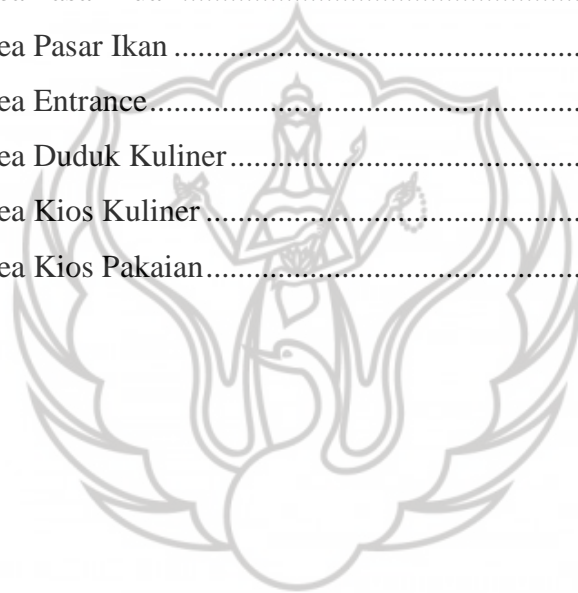 ea Pasar Ikan ....................................................
ea Entrance.......................................................
ea Duduk Kuliner.............................................
ea Kios Kuliner ................................................
ea Kios Pakaian................................................